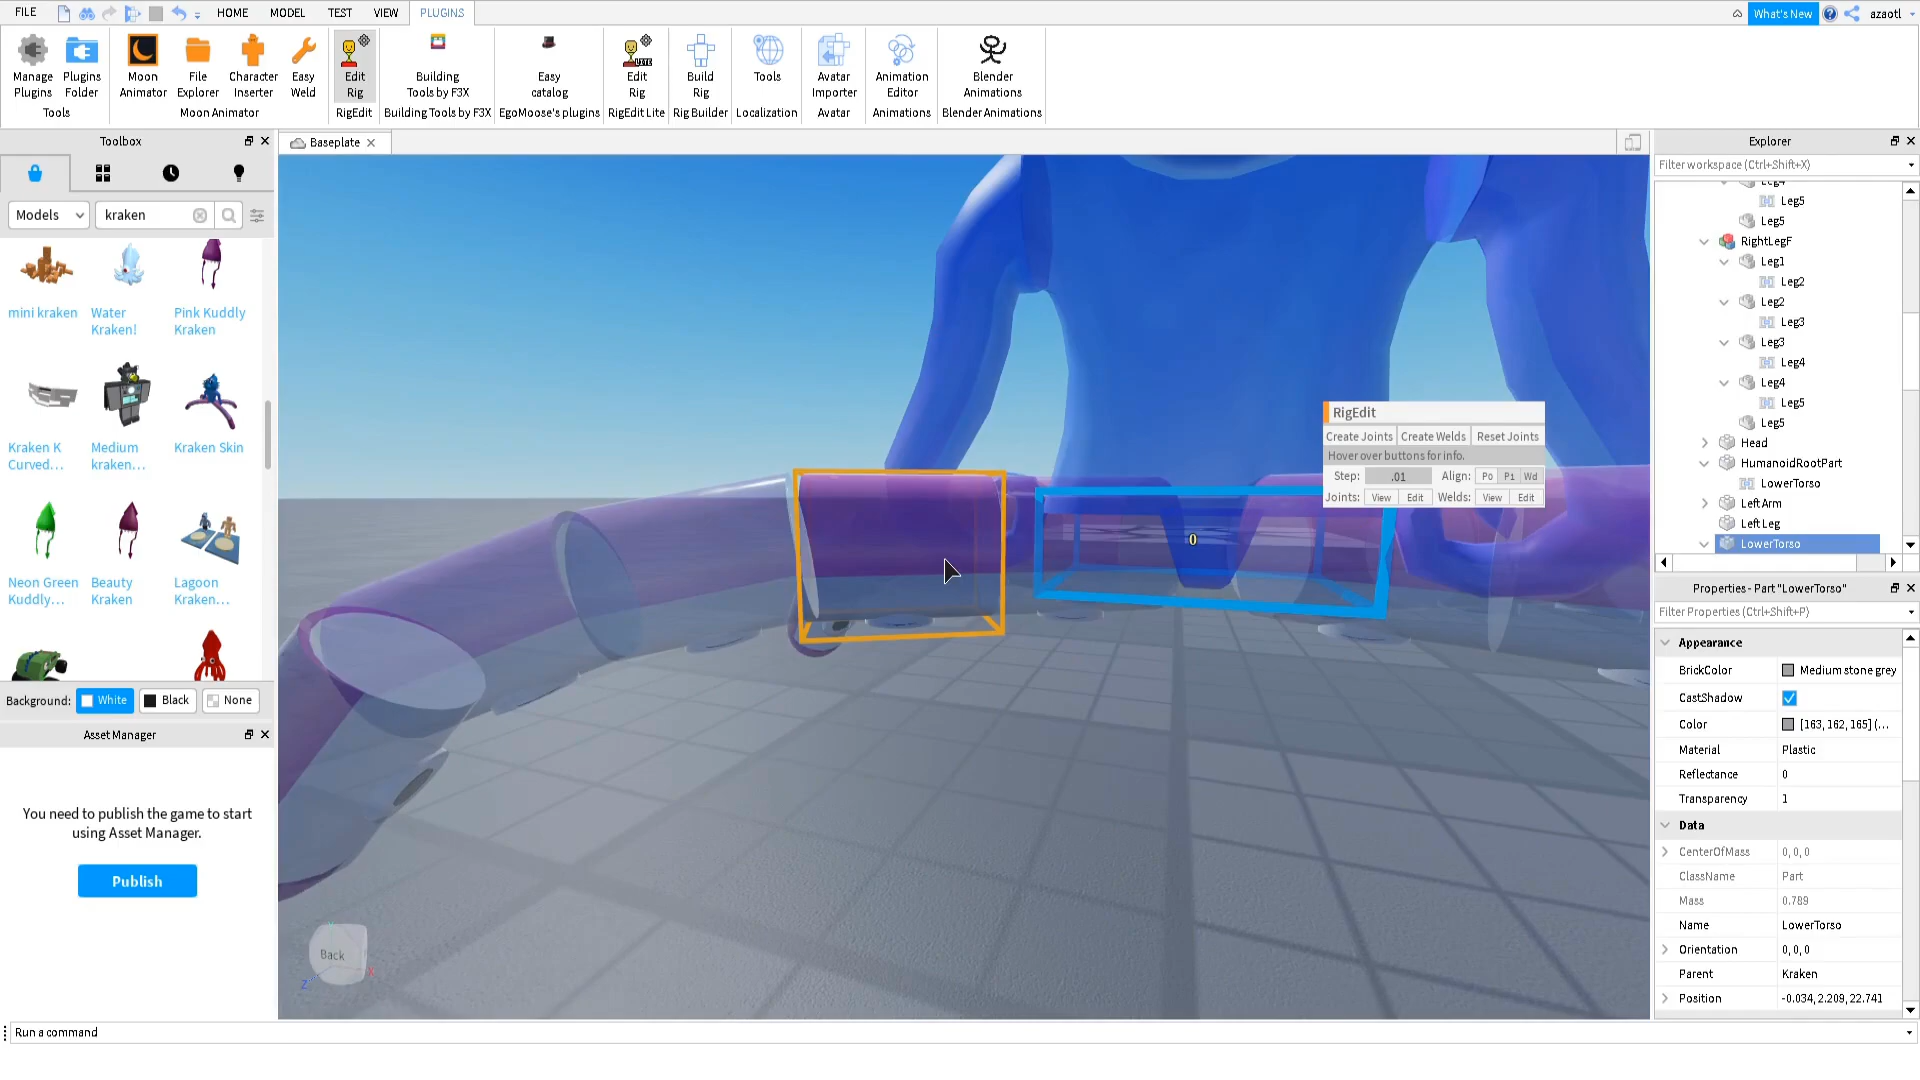 FILE
HOME
MODEL
TEST
VIEW
PLUGINS
What's New
azaotl
Manage Plugins
Plugins Folder
Tools
Moon Animator
File Explorer
Character Inserter
Easy Weld
Moon Animator
Edit Rig
RigEdit
Building Tools by F3X
Building Tools by F3X
Easy catalog
EgoMoose's plugins
LITE
Edit Rig
RigEdit Lite
Build Rig
Rig Builder
Tools
Localization
Avatar Importer
Avatar
Animation Editor
Animations
Blender Animations
Blender Animations
Toolbox
Models
kraken
mini kraken
Water Kraken!
Pink Kuddly Kraken
Kraken K Curved...
Medium kraken...
Kraken Skin
Neon Green Kuddly...
Beauty Kraken
Lagoon Kraken...
Background:
White
Black
None
Asset Manager
You need to publish the game to start
using Asset Manager.
Publish
Baseplate
0
RigEdit
Create Joints
Create Welds
Reset Joints
Hover over buttons for info.
Step:
.01
Align:
P0
P1
Wd
Joints:
View
Edit
Welds:
View
Edit
Back
X
Z
Explorer
Filter workspace (Ctrl+Shift+X)
Leg4
Leg5
Leg5
RightLegF
Leg1
Leg2
Leg2
Leg3
Leg3
Leg4
Leg4
Leg5
Leg5
Head
HumanoidRootPart
LowerTorso
Left Arm
Left Leg
LowerTorso
Properties - Part "LowerTorso"
Filter Properties (Ctrl+Shift+P)
Appearance
BrickColor
Medium stone grey
CastShadow
Color
[163, 162, 165] (...
Material
Plastic
Reflectance
0
Transparency
1
Data
CenterOfMass
0, 0, 0
ClassName
Part
Mass
0.789
Name
LowerTorso
Orientation
0, 0, 0
Parent
Kraken
Position
-0.034, 2.209, 22.741
Run a command